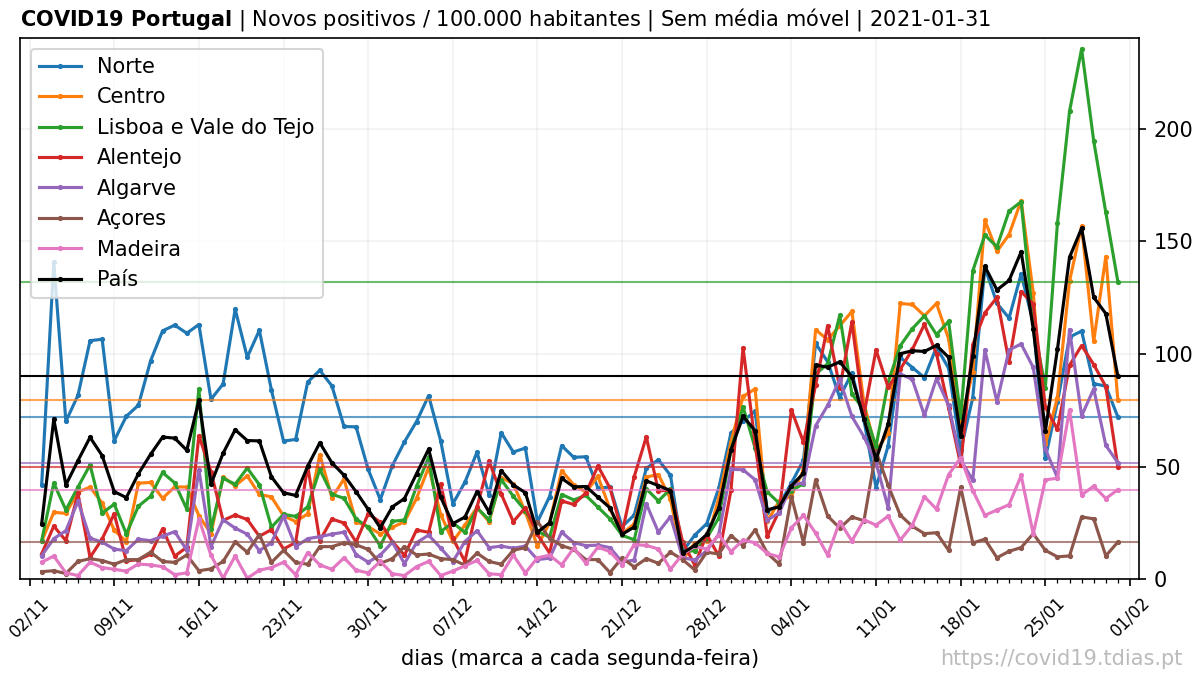 COVID19 Portugal | Novos positivos / 100.000 habitantes | Sem média móvel | 2021-01-31
Norte
Centro
Lisboa e Vale do Tejo
Alentejo
Algarve
Açores
Madeira
País
200
150
100
50
0
02/11 09/11 16/11 23/11 30/11 07/12 14/12 21/12 28/12 04/01 11/01 18/01 25/01 01/02
dias (marca a cada segunda-feira)
https://covid19.tdias.pt